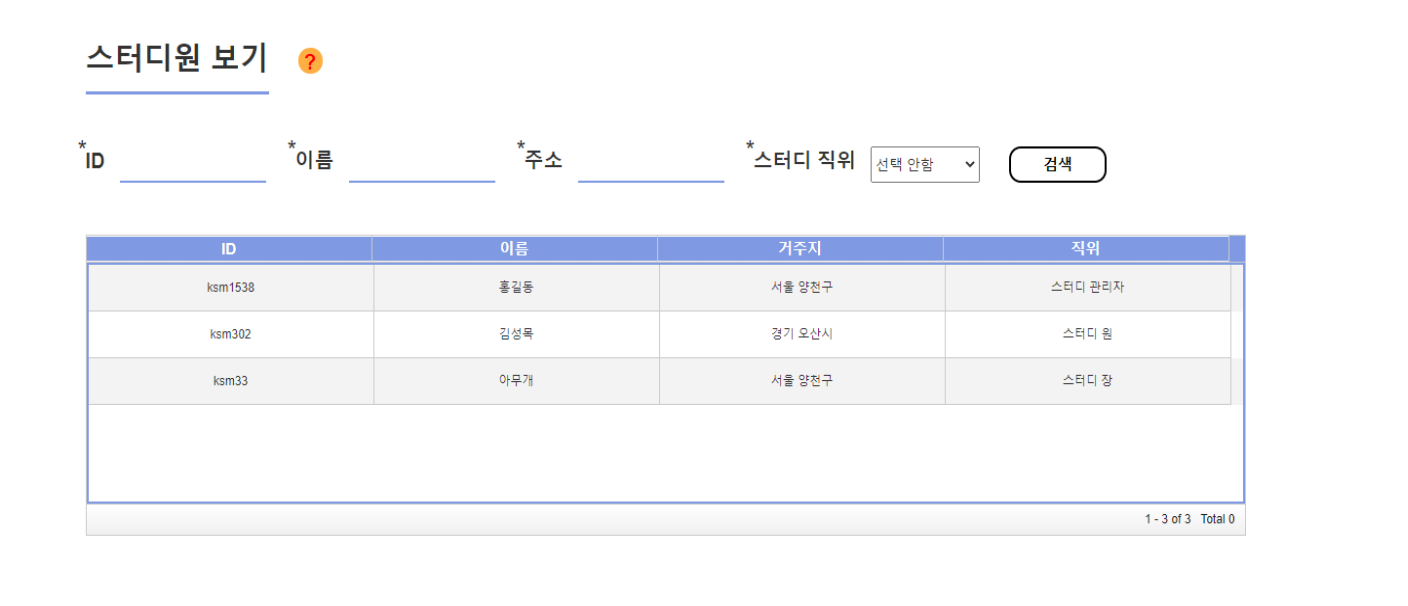 스터디원 보기 ?
*ID *이름 *주소 *스터디 직위 선택 안함 검색
ID 이름 거주지 직위
ksm1538 홍길동 서울 양천구 스터디 관리자
ksm302 김성목 경기 오산시 스터디 원
ksm33 아무개 서울 양천구 스터디 장
1 - 3 of 3 Total 0